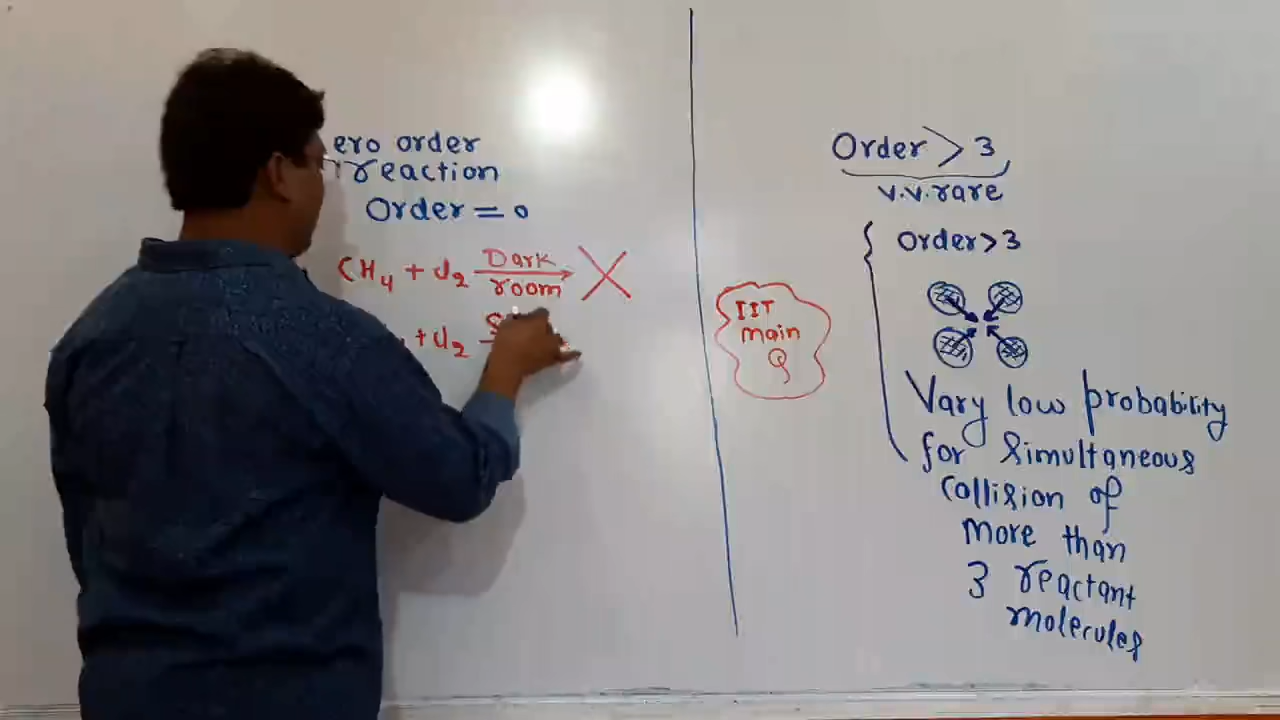 ero order
reaction
Order = 0
CH4 + Cl2 Dark room
+ Cl2
IIT
main
Q
Order > 3
v.v.rare
Order > 3
Vary low probability
for simultaneous
collision of
more than
3 reactant
molecules